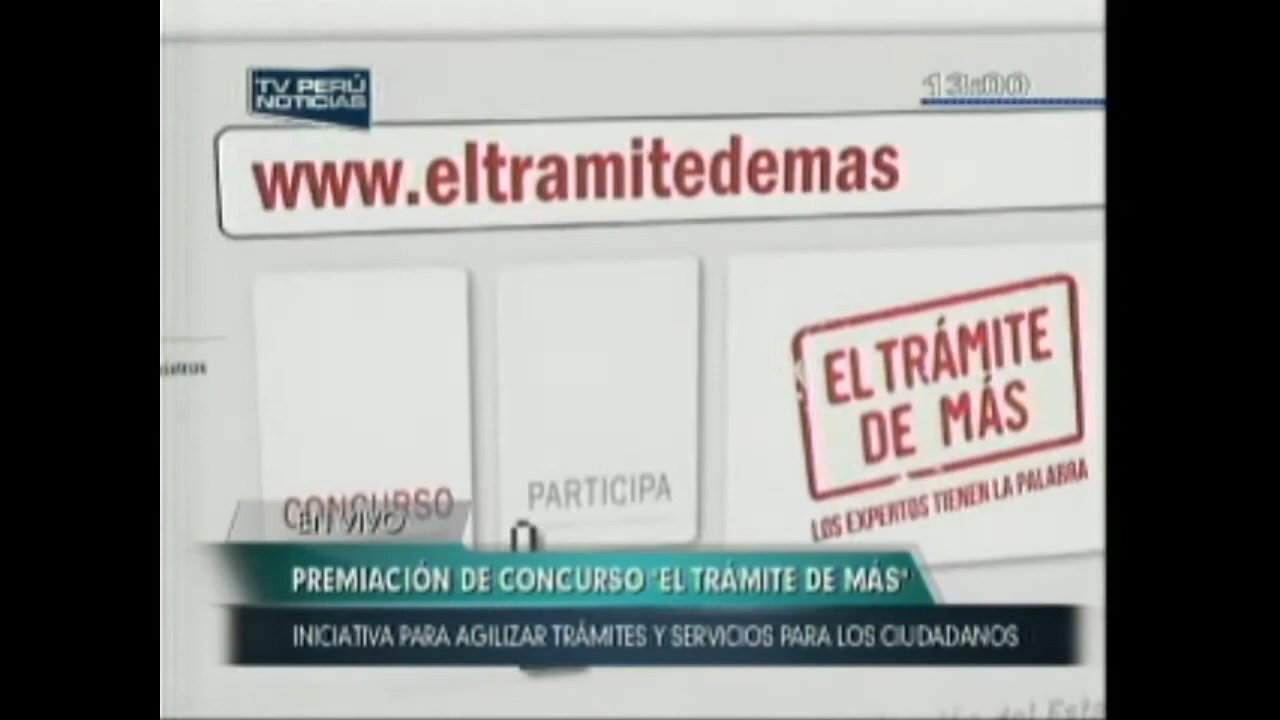 TV PERÚ
NOTICIAS
13:00
www.eltramitedemas
EL TRÁMITE
DE MÁS
LOS EXPERTOS TIENEN LA PALABRA
CONCURSO
PARTICIPA
EN VIVO
PREMIACIÓN DE CONCURSO "EL TRÁMITE DE MÁS"
INICIATIVA PARA AGILIZAR TRÁMITES Y SERVICIOS PARA LOS CIUDADANOS